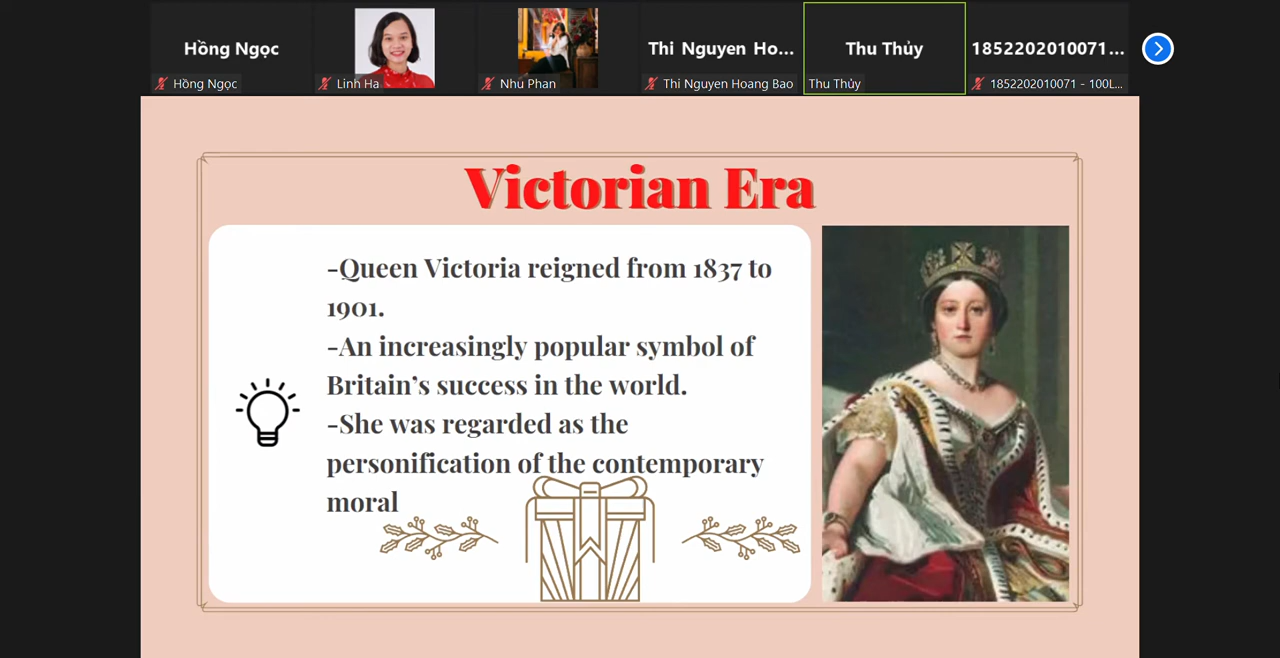 Hồng Ngọc
Thi Nguyen Ho...
Thu Thủy
1852202010071...
Hồng Ngọc
Linh Ha
Nhu Phan
Thi Nguyen Hoang Bao
Thu Thủy
1852202010071 - 100L...
Victorian Era
-Queen Victoria reigned from 1837 to
1901.
-An increasingly popular symbol of
Britain's success in the world.
-She was regarded as the
personification of the contemporary
moral